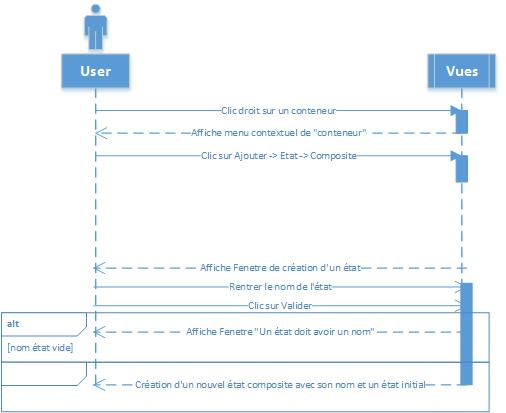 User
Vues
Clic droit sur un conteneur
Affiche menu contextuel de "conteneur"
Clic sur Ajouter -> Etat -> Composite
Affiche Fenetre de création d'un état
Rentrer le nom de l'état
Clic sur Valider
alt
Affiche Fenetre "Un état doit avoir un nom"
[nom état vide]
Création d'un nouvel état composite avec son nom et un état initial